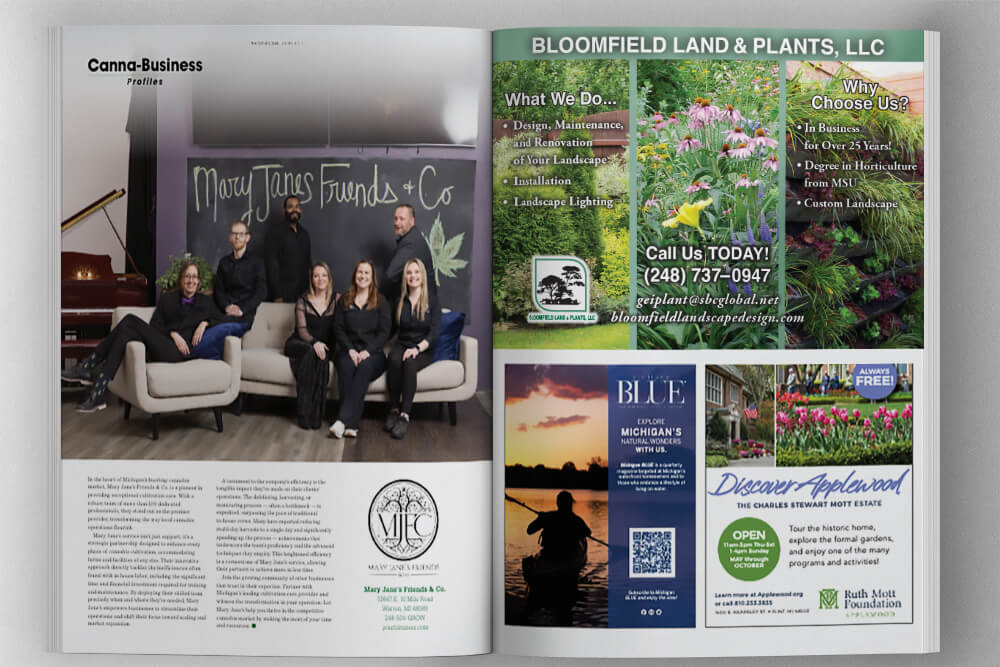 Canna-Business
Profiles
Mary Janes Friends & Co
In the heart of Michigan's bustling cannabis
market, Mary Jane's Friends & Co. is a pioneer in
providing exceptional cultivation care. With a
robust team of more than
professionals, they stand out as the premier
provider, transforming the way local cannabis
operations flourish.
Mary Jane's service isn't just support, it's a
strategic partnership designed to enhance every
phase of cannabis cultivation, accommodating
farms and facilities of any size. Their innovative
approach directly tackles the inefficiencies often
found with in-house labor, including the significant
time and financial investment required for training
and maintenance. By deploying their skilled team
precisely when and where they're needed, Mary
Jane's empowers businesses to streamline their
operations and shift their focus toward scaling and
market expansion.
A testament to the company's efficiency is the
tangible impact they've made on their clients'
operations. The defoliating, harvesting, or
manicuring process — often a bottleneck — is
expedited, outpacing the pace of traditional
in-house crews. Many have reported reducing
multi-day harvests to a single day and significantly
speeding up the process — achievements that
underscore the team's proficiency and the advanced
techniques they employ. This heightened efficiency
is a cornerstone of Mary Jane's service, allowing
their partners to achieve more in less time.
Join the growing community of other businesses
that trust in their expertise. Partner with
Michigan's leading cultivation care provider and
witness the transformation in your operation. Let
Mary Jane's help you thrive in the competitive
cannabis market by making the most of your time
and resources.
MJFC
MARY JANE'S FRIENDS
& CO
Mary Jane's Friends & Co.
E. 10 Mile Road
Warren, MI 48089
BLOOMFIELD LAND & PLANTS, LLC
What We Do...
• Design, Maintenance,
and Renovation
of Your Landscape
• Installation
• Landscape Lighting
BLOOMFIELD LAND & PLANTS, LLC
Call Us TODAY!
(248) 737–0947
geiplant@sbcglobal.net
bloomfieldlandscapedesign.com
Why
Choose Us?
• In Business
for Over 25 Years!
• Degree in Horticulture
from MSU
• Custom Landscape
BLUE
EXPLORE
MICHIGAN'S
NATURAL WONDERS
WITH US.
Michigan BLUE is a quarterly
magazine targeted at Michigan's
waterfront homeowners and to
those who embrace a lifestyle of
living on water.
Subscribe to Michigan
BLUE and enjoy the view!
ALWAYS
FREE!
Discover Applewood
THE CHARLES STEWART MOTT ESTATE
OPEN
11am-5pm Thu-Sat
1-4pm Sunday
MAY through
OCTOBER
Tour the historic home,
explore the formal gardens,
and enjoy one of the many
programs and activities!
Learn more at Applewood.org
or call 810.233.3835
1400 E. KEARSLEY ST • FLINT, MI 48503
Ruth Mott
Foundation
APPLEWOOD